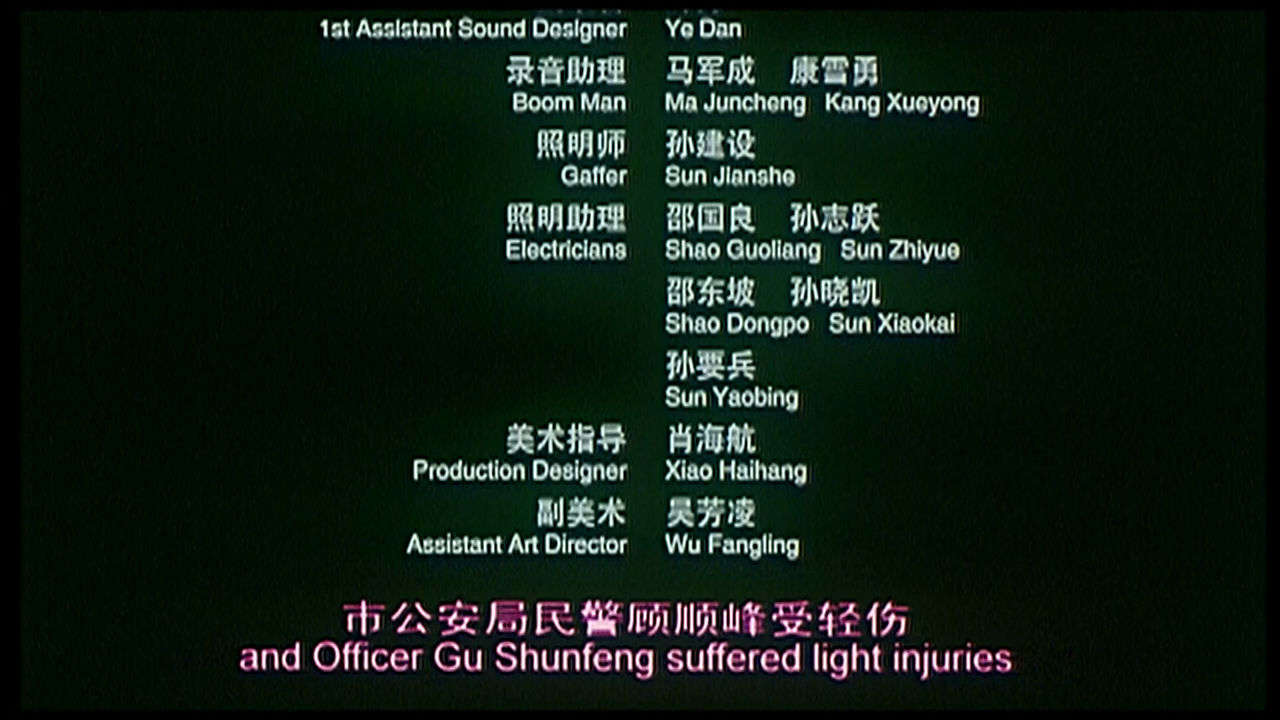 1st Assistant Sound Designer Ye Dan
录音助理 马军成 康雪勇
Boom Man Ma Juncheng Kang Xueyong
照明师 孙建设
Gaffer Sun Jianshe
照明助理 邵国良 孙志跃
Electricians Shao Guoliang Sun Zhiyue
邵东坡 孙晓凯
Shao Dongpo Sun Xiaokai
孙要兵
Sun Yaobing
美术指导 肖海航
Production Designer Xiao Haihang
副美术 吴芳凌
Assistant Art Director Wu Fangling
市公安局民警顾顺峰受轻伤
and Officer Gu Shunfeng suffered light injuries